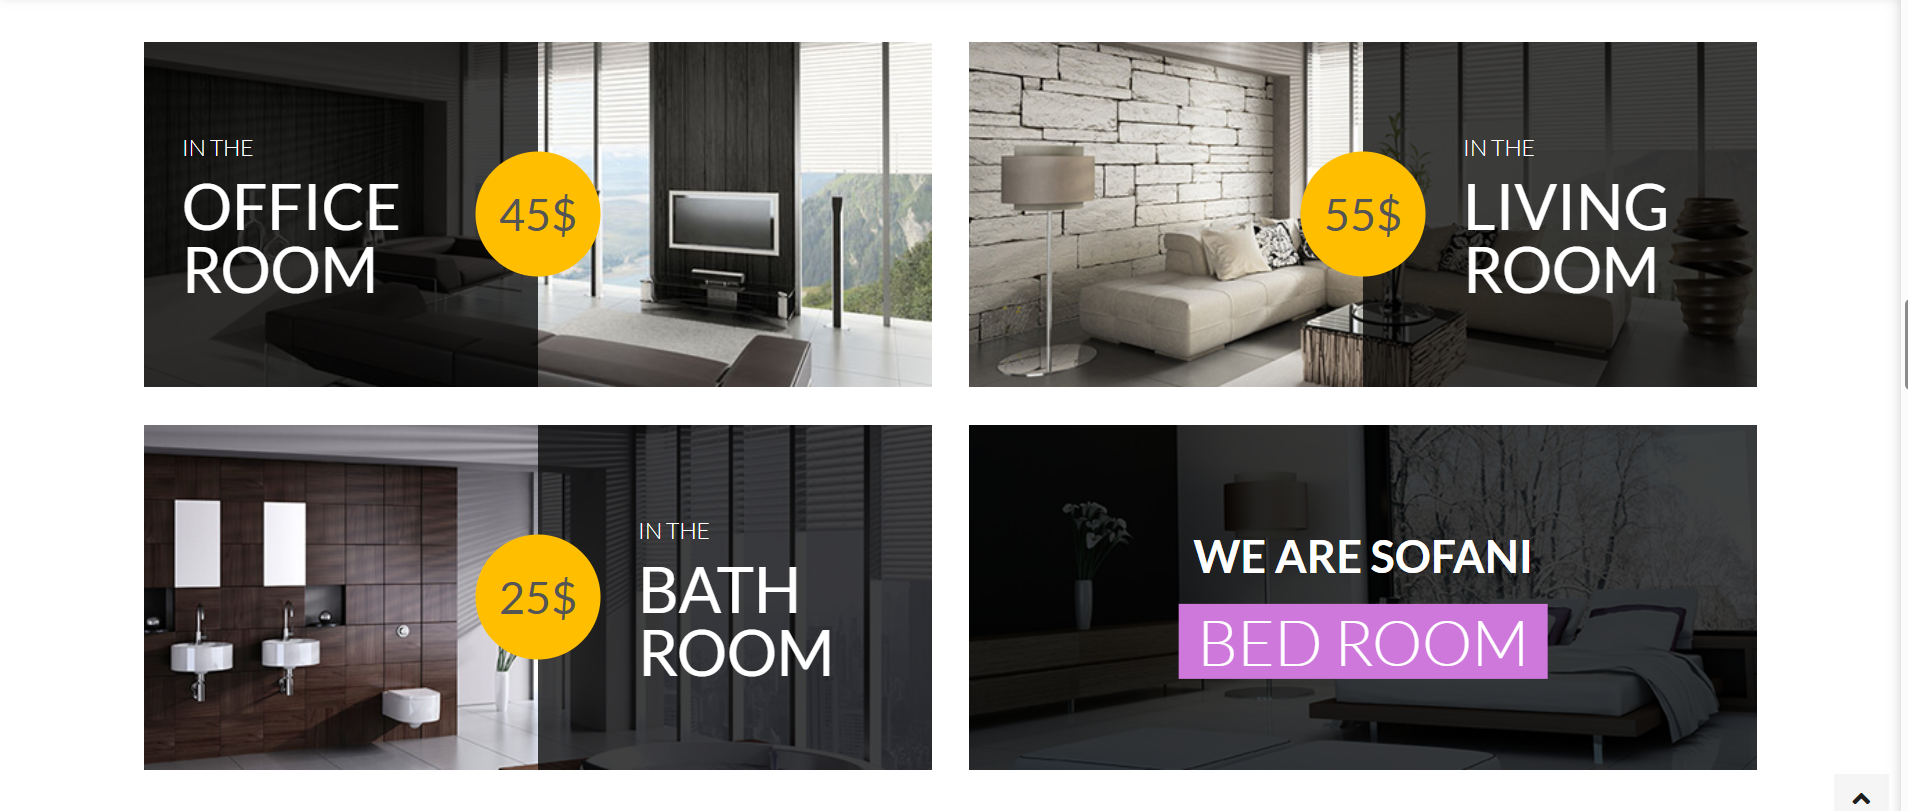 IN THE
OFFICE
ROOM
45$
55$
IN THE
LIVING
ROOM
25$
IN THE
BATH
ROOM
WE ARE SOFANI
BED ROOM